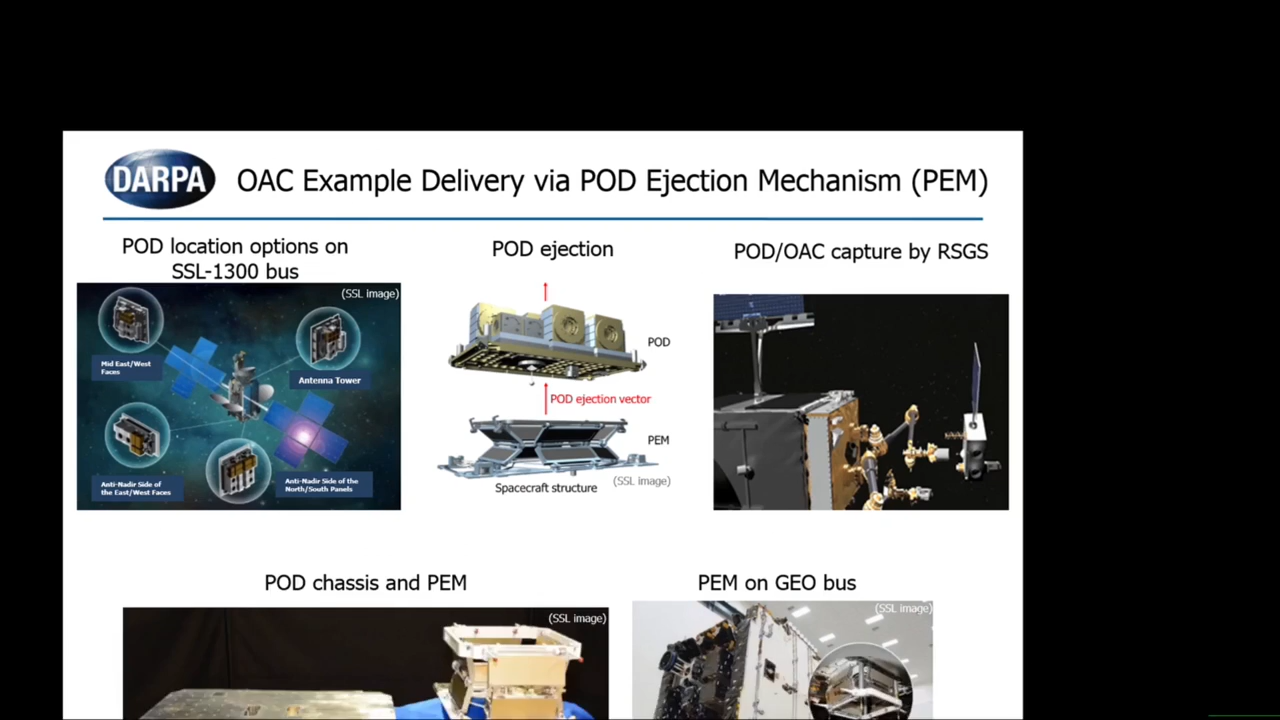 DARPA
OAC Example Delivery via POD Ejection Mechanism (PEM)
POD location options on
SSL-1300 bus
(SSL image)
Mid East/West
Faces
Antenna Tower
Anti-Nadir Side of
the East/West Faces
Anti-Nadir Side of the
North/South Panels
POD ejection
POD
POD ejection vector
PEM
Spacecraft structure
(SSL image)
POD/OAC capture by RSGS
POD chassis and PEM
(SSL image)
PEM on GEO bus
(SSL image)